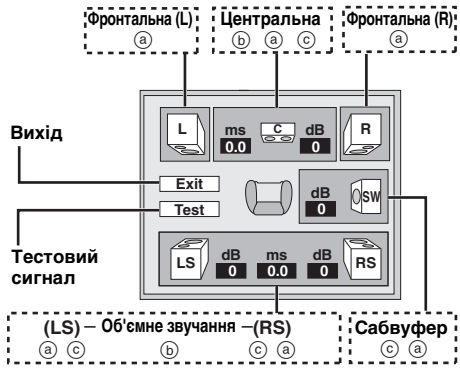 Фронтальна (L)
ⓐ
Центральна
ⓑ ⓐ ⓒ
Фронтальна (R)
ⓐ
L
ms
0.0
C
dB
0
R
Вихід
Exit
Test
dB
0
SW
Тестовий
сигнал
LS
dB
0
ms
0.0
dB
0
RS
(LS) – Об'ємне звучання –(RS)
ⓐ ⓒ ⓑ ⓒ ⓐ
Сабвуфер
ⓒ ⓐ